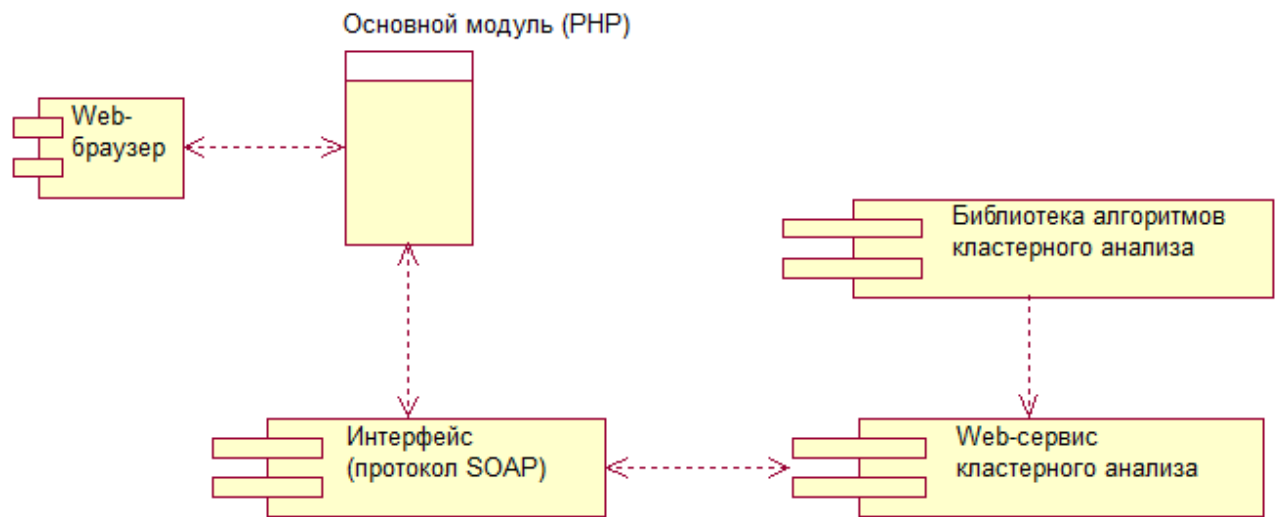 Основной модуль (PHP)
Web-
браузер
Библиотека алгоритмов
кластерного анализа
Интерфейс
(протокол SOAP)
Web-сервис
кластерного анализа